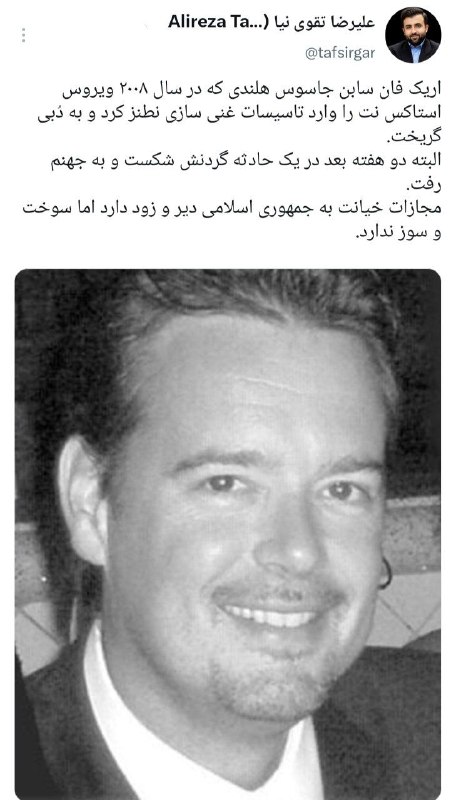 علیرضا تقوی نیا (...Alireza Ta
@tafsirgar
اریک فان سابن جاسوس هلندی که در سال ۲۰۰۸ ویروس
استاکس نت را وارد تاسیسات غنی سازی نطنز کرد و به دُبی
گریخت.
البته دو هفته بعد در یک حادثه گردنش شکست و به جهنم
رفت.
مجازات خیانت به جمهوری اسلامی دیر و زود دارد اما سوخت
و سوز ندارد.